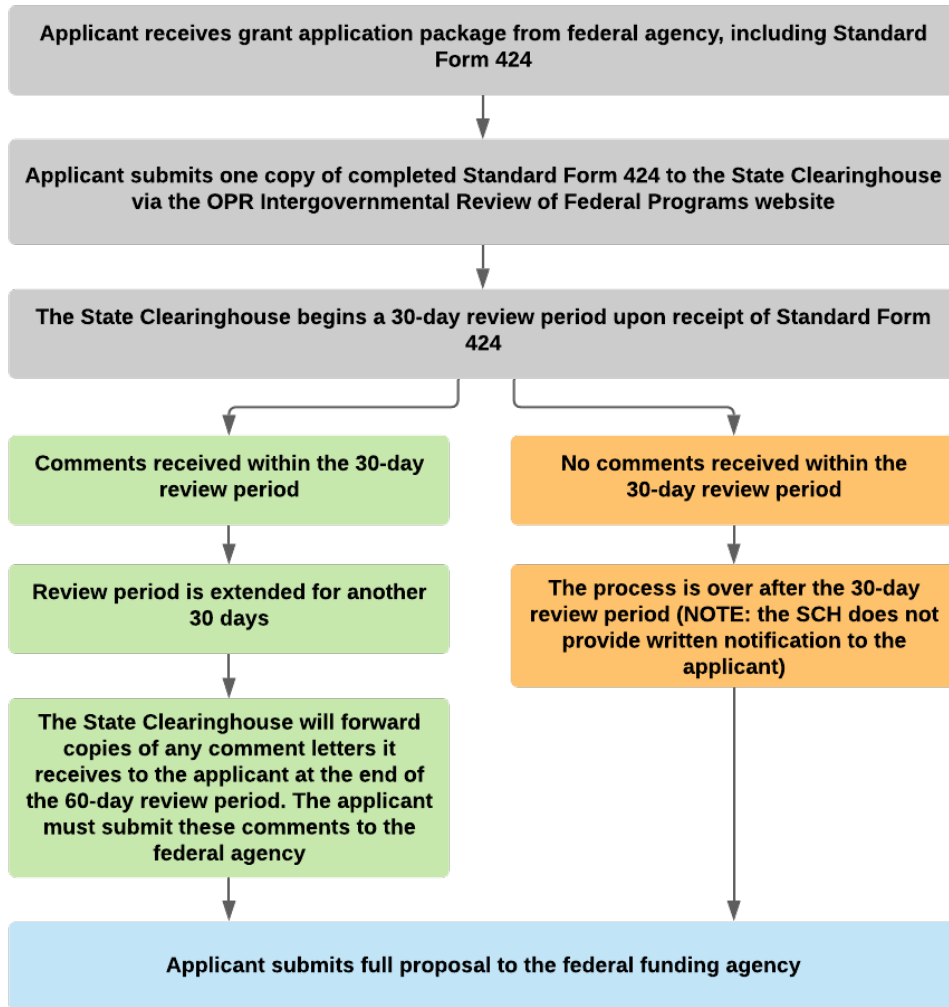 Applicant receives grant application package from federal agency, including Standard
Form 424
Applicant submits one copy of completed Standard Form 424 to the State Clearinghouse
via the OPR Intergovernmental Review of Federal Programs website
The State Clearinghouse begins a 30-day review period upon receipt of Standard Form
424
Comments received within the 30-day
review period
Review period is extended for another
30 days
The State Clearinghouse will forward
copies of any comment letters it
receives to the applicant at the end of
the 60-day review period. The applicant
must submit these comments to the
federal agency
No comments received within the
30-day review period
The process is over after the 30-day
review period (NOTE: the SCH does not
provide written notification to the
applicant)
Applicant submits full proposal to the federal funding agency